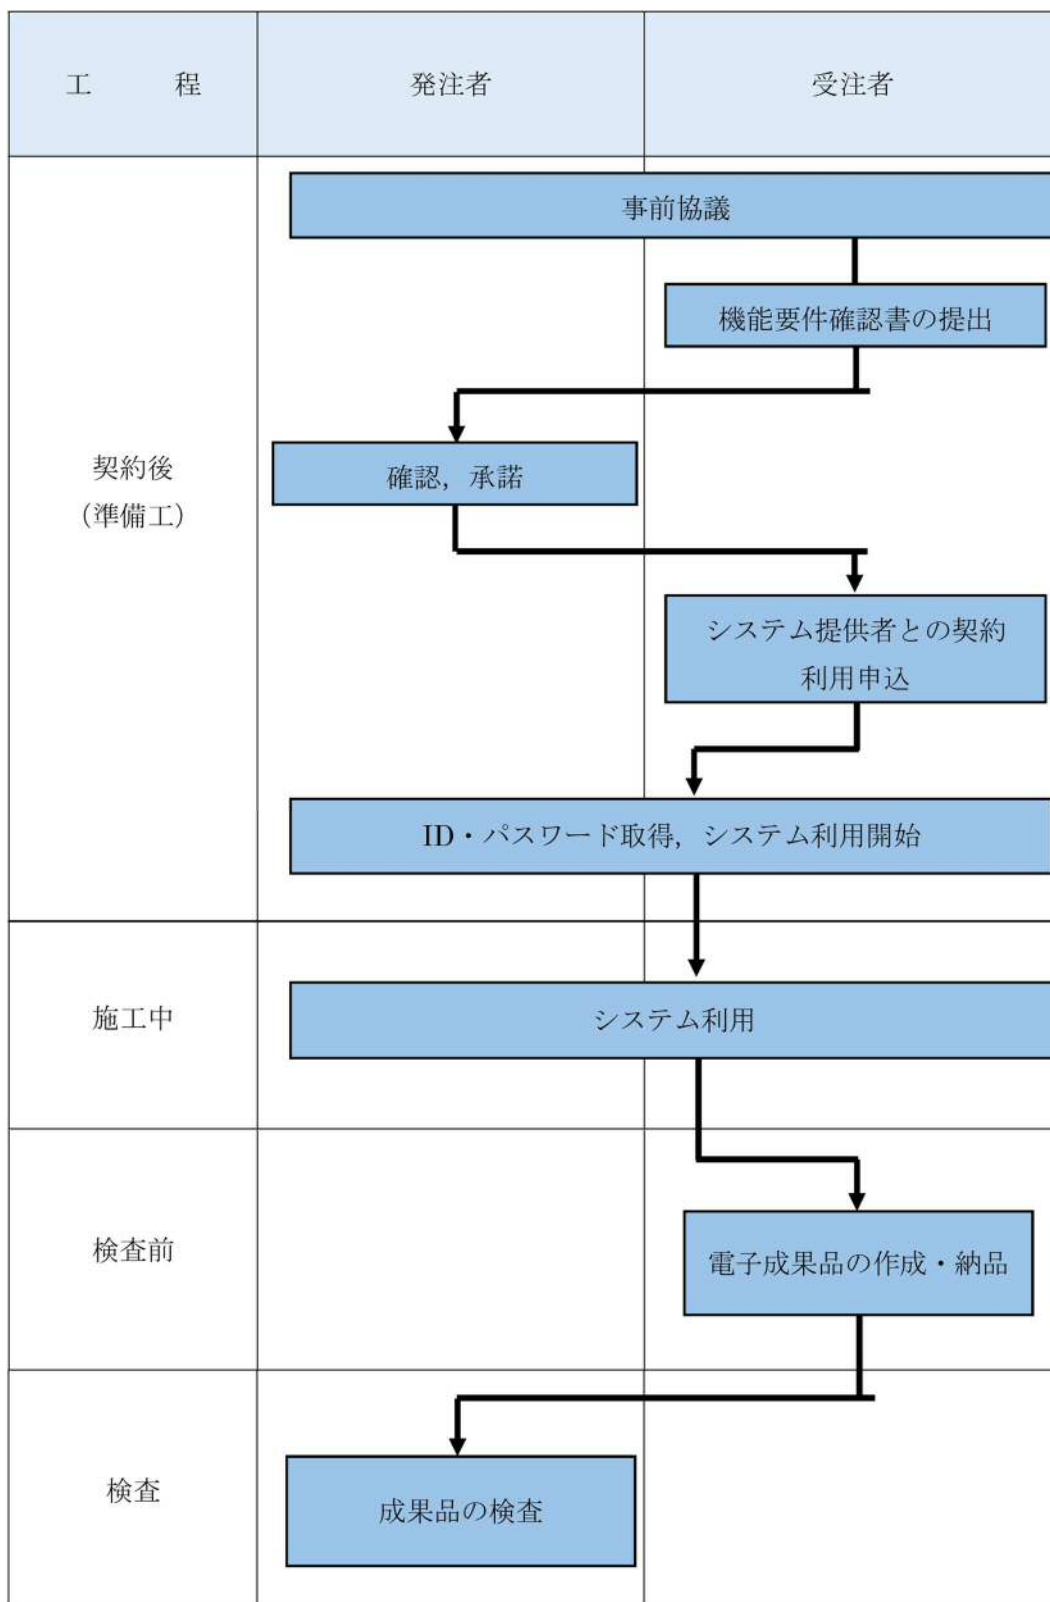 工　　程
発注者
受注者
事前協議
機能要件確認書の提出
契約後
（準備工）
確認，承諾
システム提供者との契約
利用申込
ID・パスワード取得，システム利用開始
施工中
システム利用
検査前
電子成果品の作成・納品
検査
成果品の検査